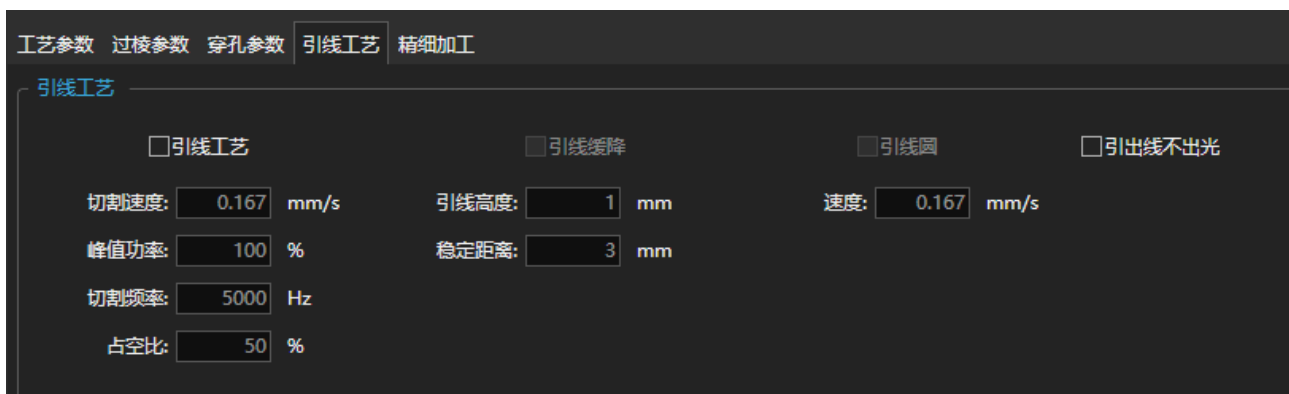 工艺参数 过棱参数 穿孔参数 引线工艺 精细加工
引线工艺
引线工艺 引线缓降 引线圆 引出线不出光
切割速度: 0.167 mm/s 引线高度: 1 mm 速度: 0.167 mm/s
峰值功率: 100 % 稳定距离: 3 mm
切割频率: 5000 Hz
占空比: 50 %